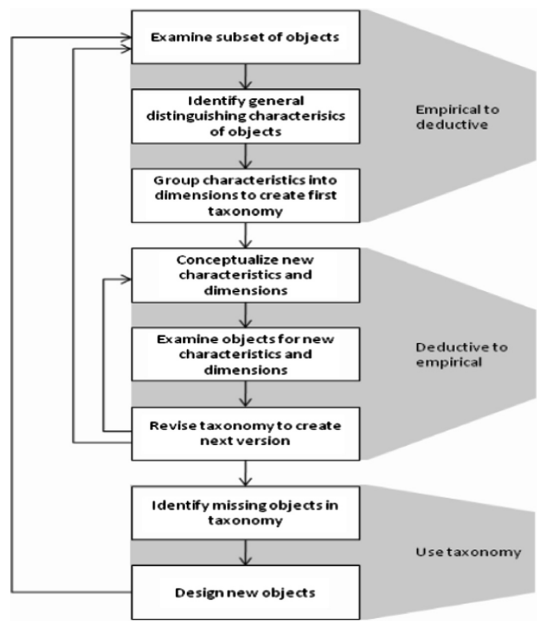 Examine subset of objects
Identify general
distinguishing characterisics
of objects
Empirical to
deductive
Group characteristics into
dimensions to create first
taxonomy
Conceptualize new
characteristics and
dimensions
Examine objects for new
characteristics and
dimensions
Deductive to
empirical
Revise taxonomy to create
next version
Identify missing objects in
taxonomy
Use taxonomy
Design new objects